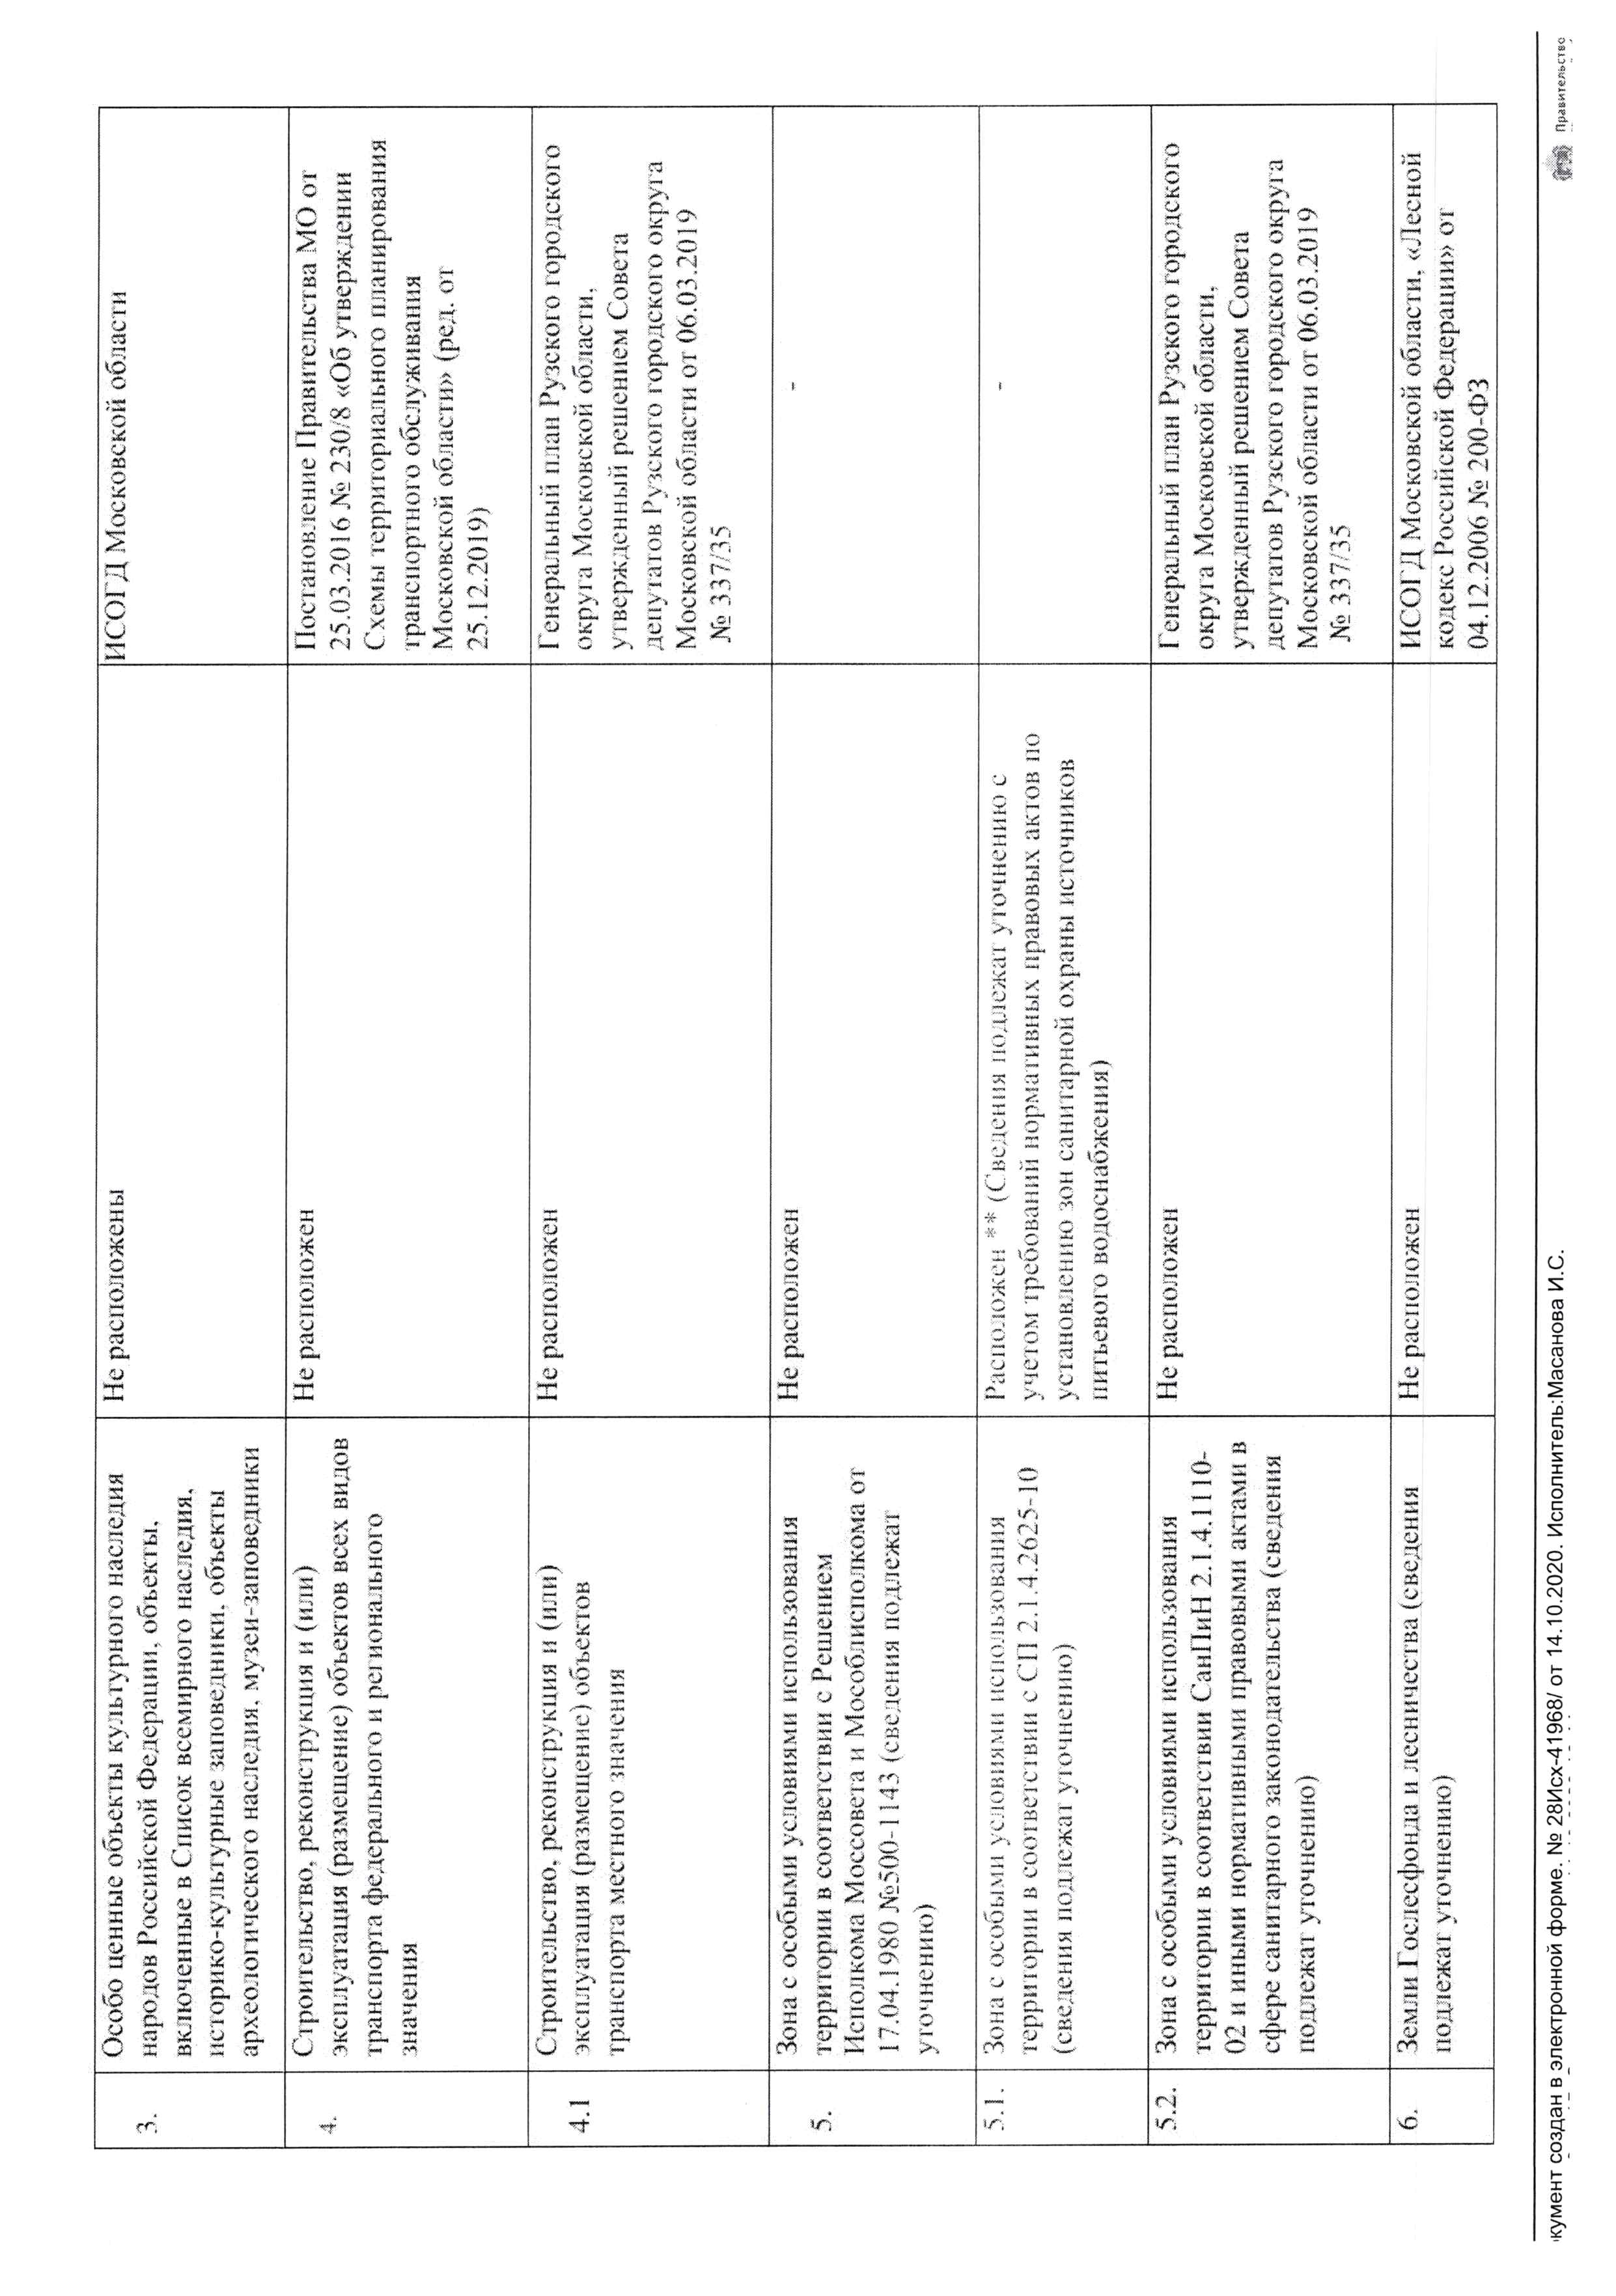 3.
Особо ценные объекты культурного наследия
народов Российской Федерации, объекты,
включенные в Список всемирного наследия,
историко-культурные заповедники, объекты
археологического наследия, музеи-заповедники
Не расположены
ИСОГД Московской области
4.
Строительство, реконструкция и (или)
эксплуатация (размещение) объектов всех видов
транспорта федерального и регионального
значения
Не расположен
Постановление Правительства МО от
25.03.2016 № 230/8 «Об утверждении
Схемы территориального планирования
транспортного обслуживания
Московской области» (ред. от
25.12.2019)
4.1
Строительство, реконструкция и (или)
эксплуатация (размещение) объектов
транспорта местного значения
Не расположен
Генеральный план Рузского городского
округа Московской области,
утвержденный решением Совета
депутатов Рузского городского округа
Московской области от 06.03.2019
№ 337/35
5.
Зона с особыми условиями использования
территории в соответствии с Решением
Исполкома Моссовета и Мособлисполкома от
17.04.1980 №500-1143 (сведения подлежат
уточнению)
Не расположен
-
5.1.
Зона с особыми условиями использования
территории в соответствии с СП 2.1.4.2625-10
(сведения подлежат уточнению)
Расположен ** (Сведения подлежат уточнению с
учетом требований нормативных правовых актов по
установлению зон санитарной охраны источников
питьевого водоснабжения)
-
5.2.
Зона с особыми условиями использования
территории в соответствии СанПиН 2.1.4.1110-
02 и иными нормативными правовыми актами в
сфере санитарного законодательства (сведения
подлежат уточнению)
Не расположен
Генеральный план Рузского городского
округа Московской области,
утвержденный решением Совета
депутатов Рузского городского округа
Московской области от 06.03.2019
№ 337/35
6.
Земли Гослесфонда и лесничества (сведения
подлежат уточнению)
Не расположен
ИСОГД Московской области, «Лесной
кодекс Российской Федерации» от
04.12.2006 № 200-ФЗ
кумент создан в электронной форме. № 28Исх-41968/ от 14.10.2020. Исполнитель:Масанова И.С.
Правительство